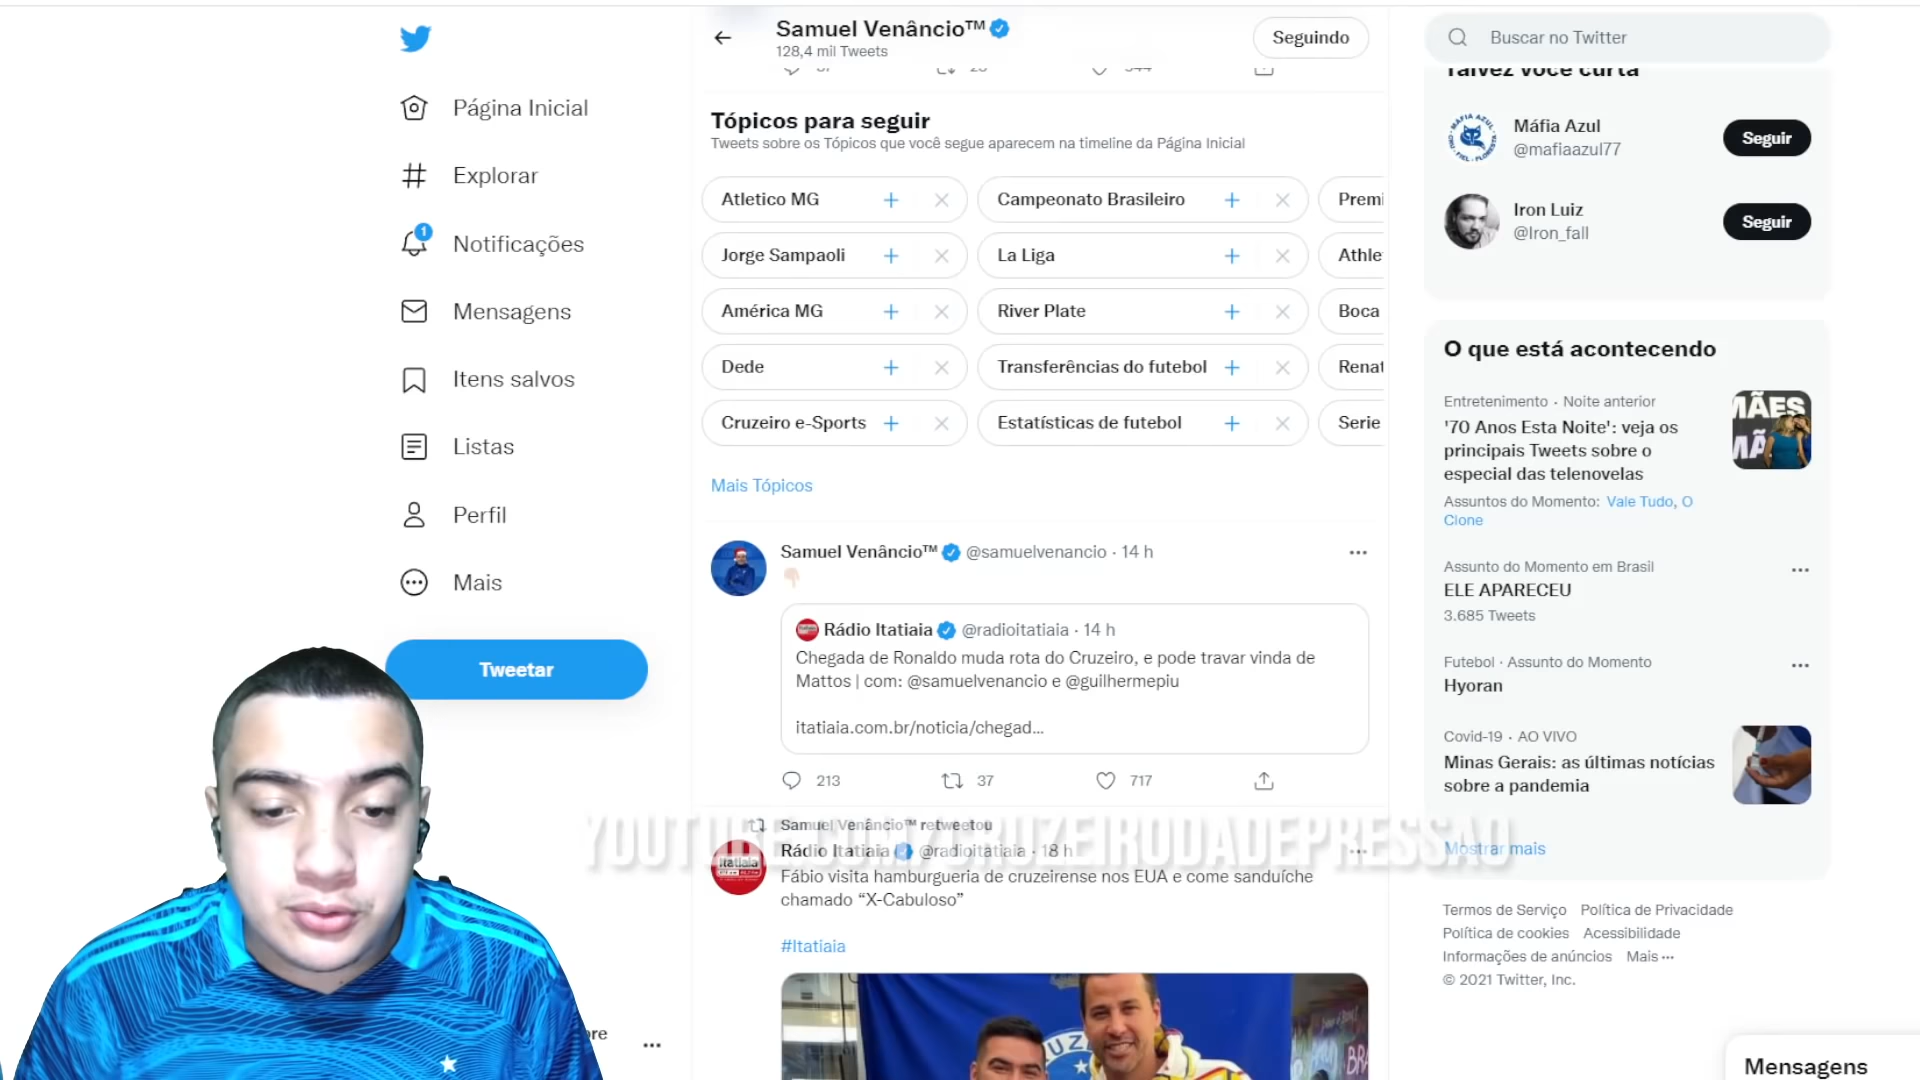 Samuel Venâncio™
128,4 mil Tweets
Seguindo
Buscar no Twitter
Talvez você curta
Página Inicial
Explorar
1
Notificações
Mensagens
Itens salvos
Listas
Perfil
Mais
Tweetar
Tópicos para seguir
Tweets sobre os Tópicos que você segue aparecem na timeline da Página Inicial
Atletico MG
Campeonato Brasileiro
Premi
Jorge Sampaoli
La Liga
Athle
América MG
River Plate
Boca
Dede
Transferências do futebol
Renat
Cruzeiro e-Sports
Estatísticas de futebol
Serie
Mais Tópicos
Samuel Venâncio™ @samuelvenancio · 14 h
Rádio Itatiaia @radioitatiaia · 14 h
Chegada de Ronaldo muda rota do Cruzeiro, e pode travar vinda de
Mattos | com: @samuelvenancio e @guilhermepiu
itatiaia.com.br/noticia/chegad...
213
37
717
Samuel Venâncio™ retweetou
Rádio Itatiaia @radioitatiaia · 18 h
Fábio visita hamburgueria de cruzeirense nos EUA e come sanduíche
chamado “X-Cabuloso”
#Itatiaia
YOUTUBE.COM/CRUZEIRODADEPRESSAO
Máfia Azul
@mafiaazul77
Seguir
Iron Luiz
@Iron_fall
Seguir
O que está acontecendo
Entretenimento · Noite anterior
'70 Anos Esta Noite': veja os
principais Tweets sobre o
especial das telenovelas
Assuntos do Momento: Vale Tudo, O
Clone
Assunto do Momento em Brasil
ELE APARECEU
3.685 Tweets
Futebol · Assunto do Momento
Hyoran
Covid-19 · AO VIVO
Minas Gerais: as últimas notícias
sobre a pandemia
Mostrar mais
Termos de Serviço Política de Privacidade
Política de cookies Acessibilidade
Informações de anúncios Mais ···
© 2021 Twitter, Inc.
Mensagens